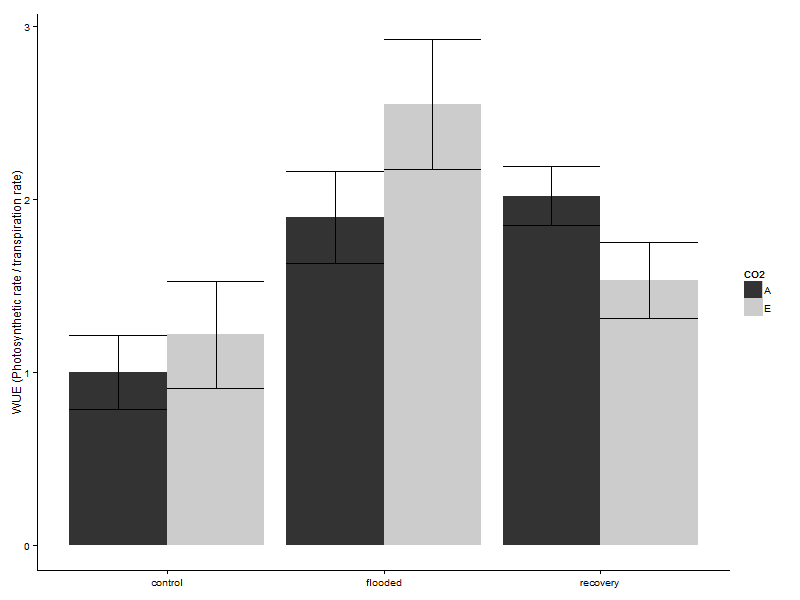 WUE (Photosynthetic rate / transpiration rate)
3
2
1
0
control flooded recovery
CO2
A
E